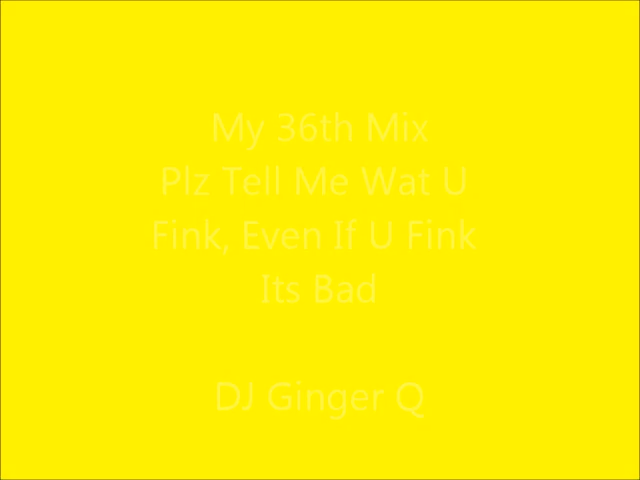 My 36th Mix
Plz Tell Me Wat U
Fink, Even If U Fink
Its Bad
DJ Ginger Q